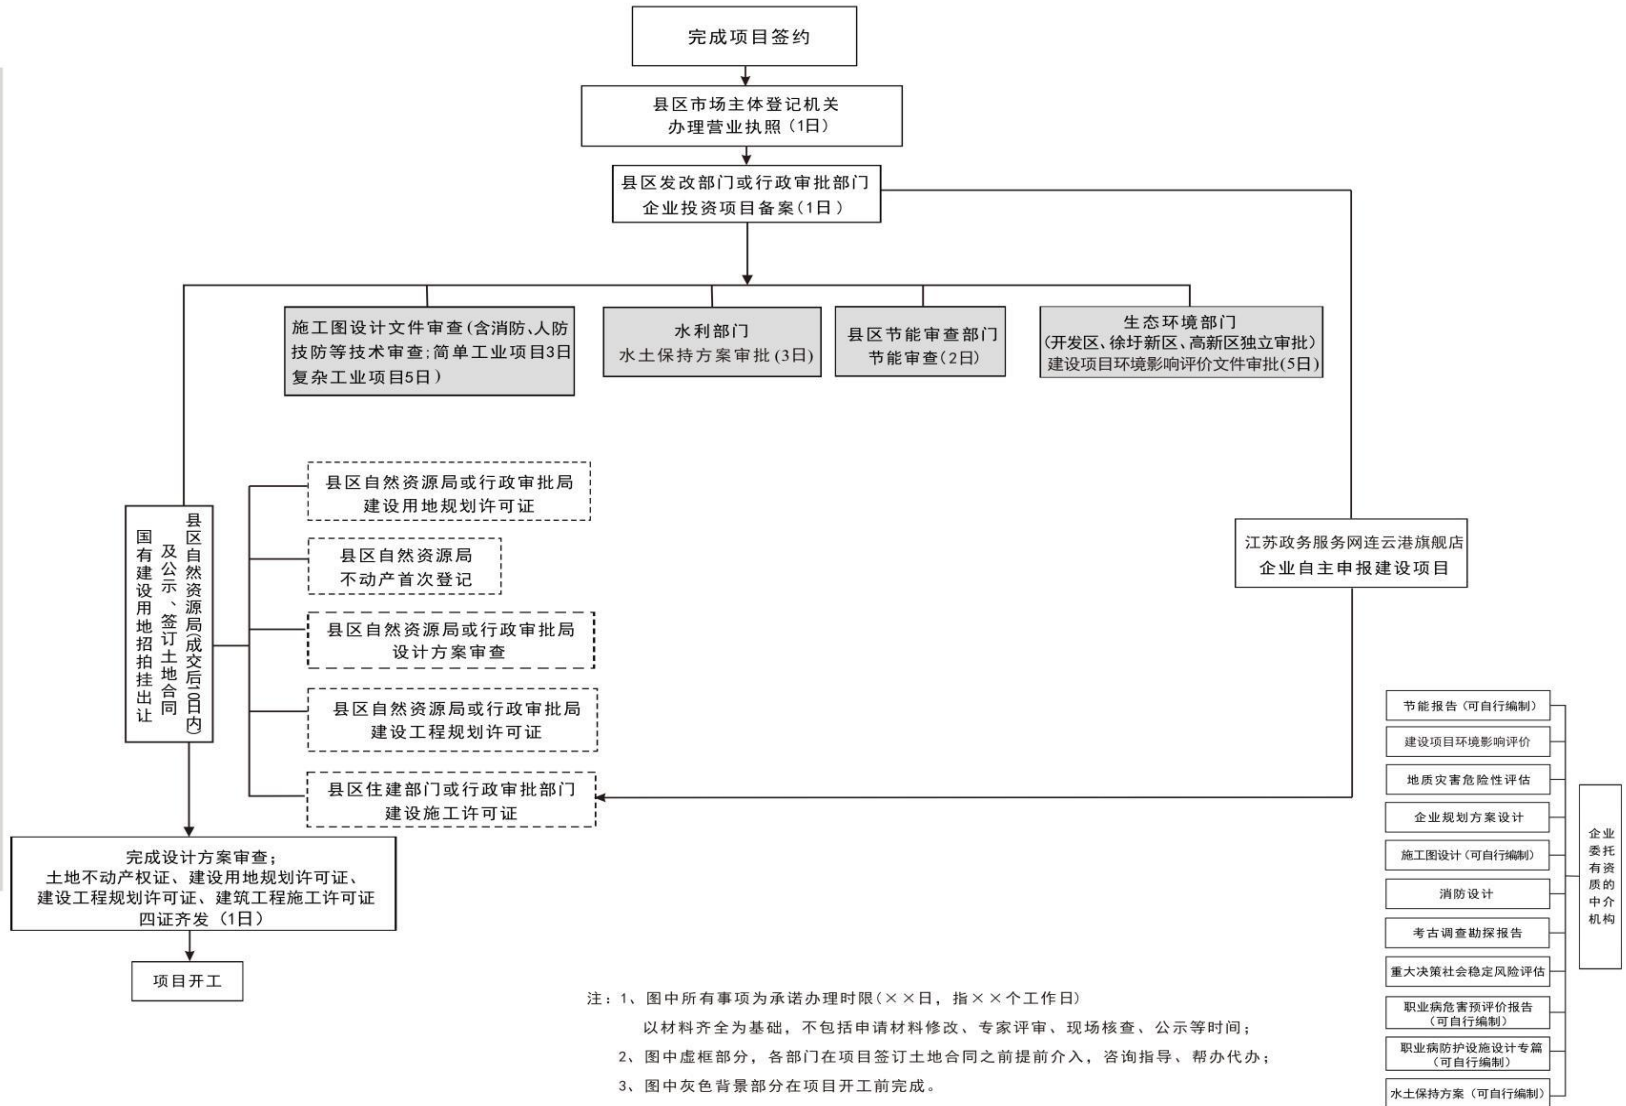 完成项目签约
县区市场主体登记机关
办理营业执照(1日)
县区发改部门或行政审批部门
企业投资项目备案(1日)
施工图设计文件审查(含消防、人防
技防等技术审查;简单工业项目3日
复杂工业项目5日)
水利部门
水土保持方案审批(3日)
县区节能审查部门
节能审查(2日)
生态环境部门
(开发区、徐圩新区、高新区独立审批)
建设项目环境影响评价文件审批(5日)
县区自然资源局或行政审批局
建设用地规划许可证
县区自然资源局
不动产首次登记
县区自然资源局或行政审批局
设计方案审查
县区自然资源局或行政审批局
建设工程规划许可证
县区住建部门或行政审批部门
建设施工许可证
县区自然资源局(成交后10日内)
及公示、签订土地合同
国有建设用地招拍挂出让
江苏政务服务网连云港旗舰店
企业自主申报建设项目
完成设计方案审查;
土地不动产权证、建设用地规划许可证、
建设工程规划许可证、建筑工程施工许可证
四证齐发(1日)
项目开工
节能报告(可自行编制)
建设项目环境影响评价
地质灾害危险性评估
企业规划方案设计
施工图设计(可自行编制)
消防设计
考古调查勘探报告
重大决策社会稳定风险评估
职业病危害预评价报告
(可自行编制)
职业病防护设施设计专篇
(可自行编制)
水土保持方案(可自行编制)
企业
委托
有资
质的
中介
机构
注:1、图中所有事项为承诺办理时限(××日,指××个工作日)
以材料齐全为基础,不包括申请材料修改、专家评审、现场核查、公示等时间;
2、图中虚框部分,各部门在项目签订土地合同之前提前介入,咨询指导、帮办代办;
3、图中灰色背景部分在项目开工前完成。